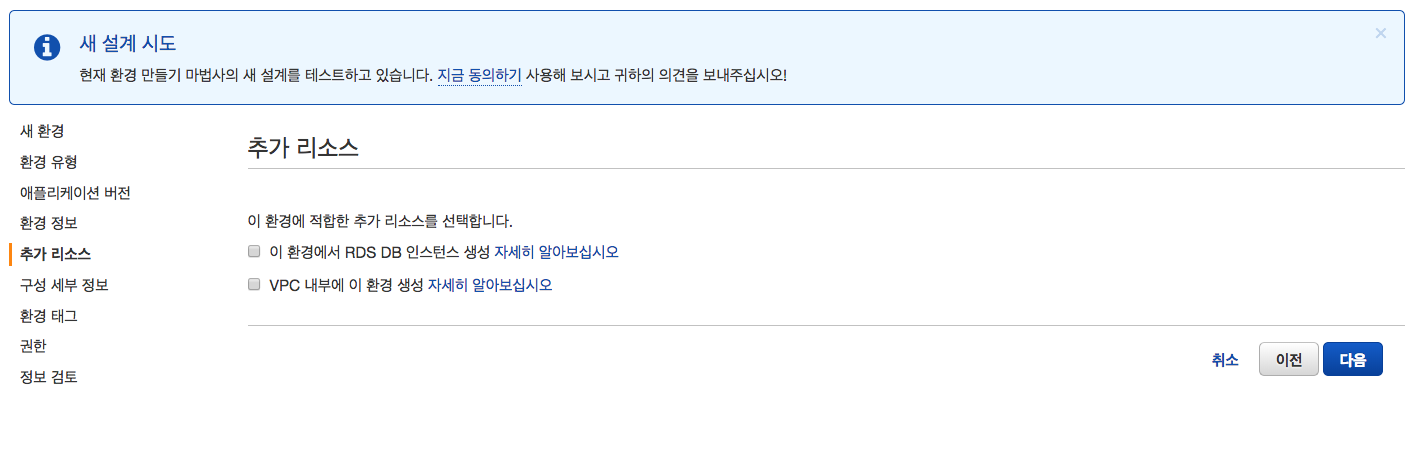 새 설계 시도
현재 환경 만들기 마법사의 새 설계를 테스트하고 있습니다. 지금 동의하기 사용해 보시고 귀하의 의견을 보내주십시오!
새 환경
환경 유형
애플리케이션 버전
환경 정보
추가 리소스
구성 세부 정보
환경 태그
권한
정보 검토
추가 리소스
이 환경에 적합한 추가 리소스를 선택합니다.
이 환경에서 RDS DB 인스턴스 생성 자세히 알아보십시오
VPC 내부에 이 환경 생성 자세히 알아보십시오
취소 이전 다음